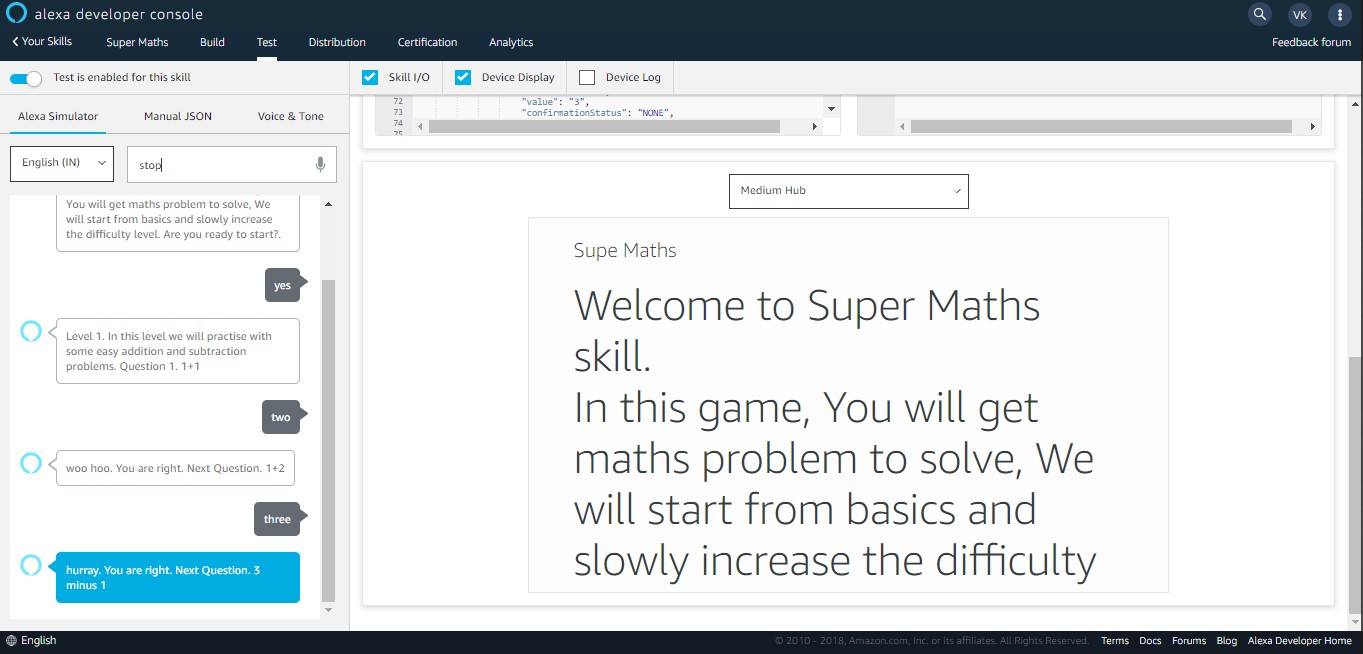 alexa developer console
VK
Your Skills Super Maths Build Test Distribution Certification Analytics Feedback forum
Test is enabled for this skill
Skill I/O Device Display Device Log
Alexa Simulator Manual JSON Voice & Tone
English (IN)
stop
You will get maths problem to solve, We
will start from basics and slowly increase
the difficulty level. Are you ready to start?.
yes
Level 1. In this level we will practise with
some easy addition and subtraction
problems. Question 1. 1+1
two
woo hoo. You are right. Next Question. 1+2
three
hurray. You are right. Next Question. 3
minus 1
72 "value": "3",
73 "confirmationStatus": "NONE",
74
75
Medium Hub
Supe Maths
Welcome to Super Maths
skill.
In this game, You will get
maths problem to solve, We
will start from basics and
slowly increase the difficulty
English
© 2010 - 2018, Amazon.com, Inc. or its affiliates. All Rights Reserved. Terms Docs Forums Blog Alexa Developer Home